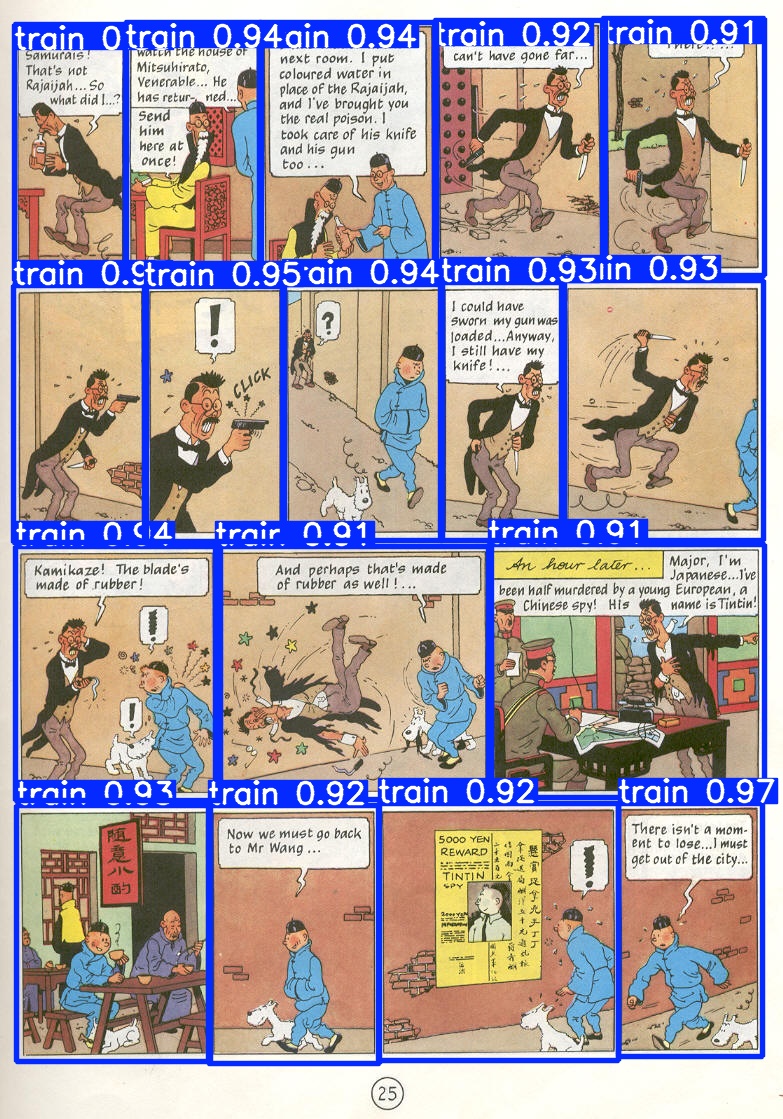 train 0
train 0.94
ain 0.94
train 0.92
train 0.91
Samurais!
That's not
Rajaijah... So
what did I...?
watch the house of
Mitsuhirato,
Venerable... He
has retur- ned...
Send
him
here at
once!
next room. I put
coloured water in
place of the Rajaijah,
and I've brought you
the real poison. I
took care of his knife
and his gun
too...
can't have gone far...
There!...
train 0.9
train 0.95
ain 0.94
train 0.93
in 0.93
!
CLICK
?
I could have
sworn my gun was
loaded...Anyway,
I still have my
knife!...
train 0.94
train 0.91
train 0.91
Kamikaze! The blade's
made of rubber!
!
!
And perhaps that's made
of rubber as well!...
An hour later...
Major, I'm
Japanese...I've
been half murdered by a young European, a
Chinese spy! His name is Tintin!
train 0.93
train 0.92
train 0.92
train 0.97
隨意小酌
Now we must go back
to Mr Wang...
5000 YEN
REWARD
TINTIN
SPY
2000 YEN
!
There isn't a mom-
ent to lose...I must
get out of the city...
25